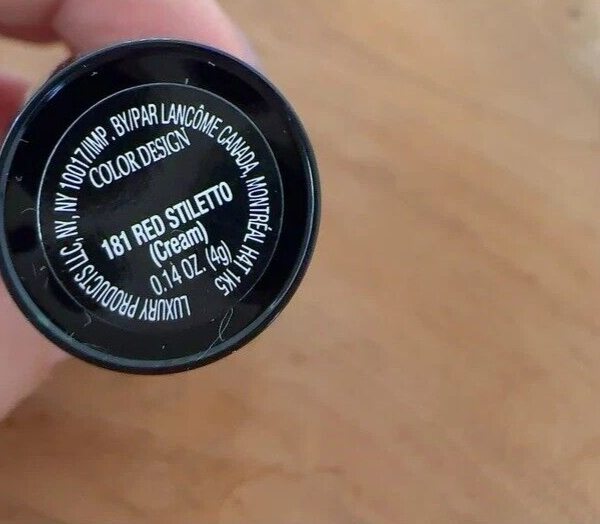 LUXURY PRODUCTS LLC, NY, NY 10017/IMP. BY/PAR LANCÔME CANADA, MONTRÉAL H4T 1K5
COLOR DESIGN
181 RED STILETTO
(Cream)
0.14 OZ. (4g)